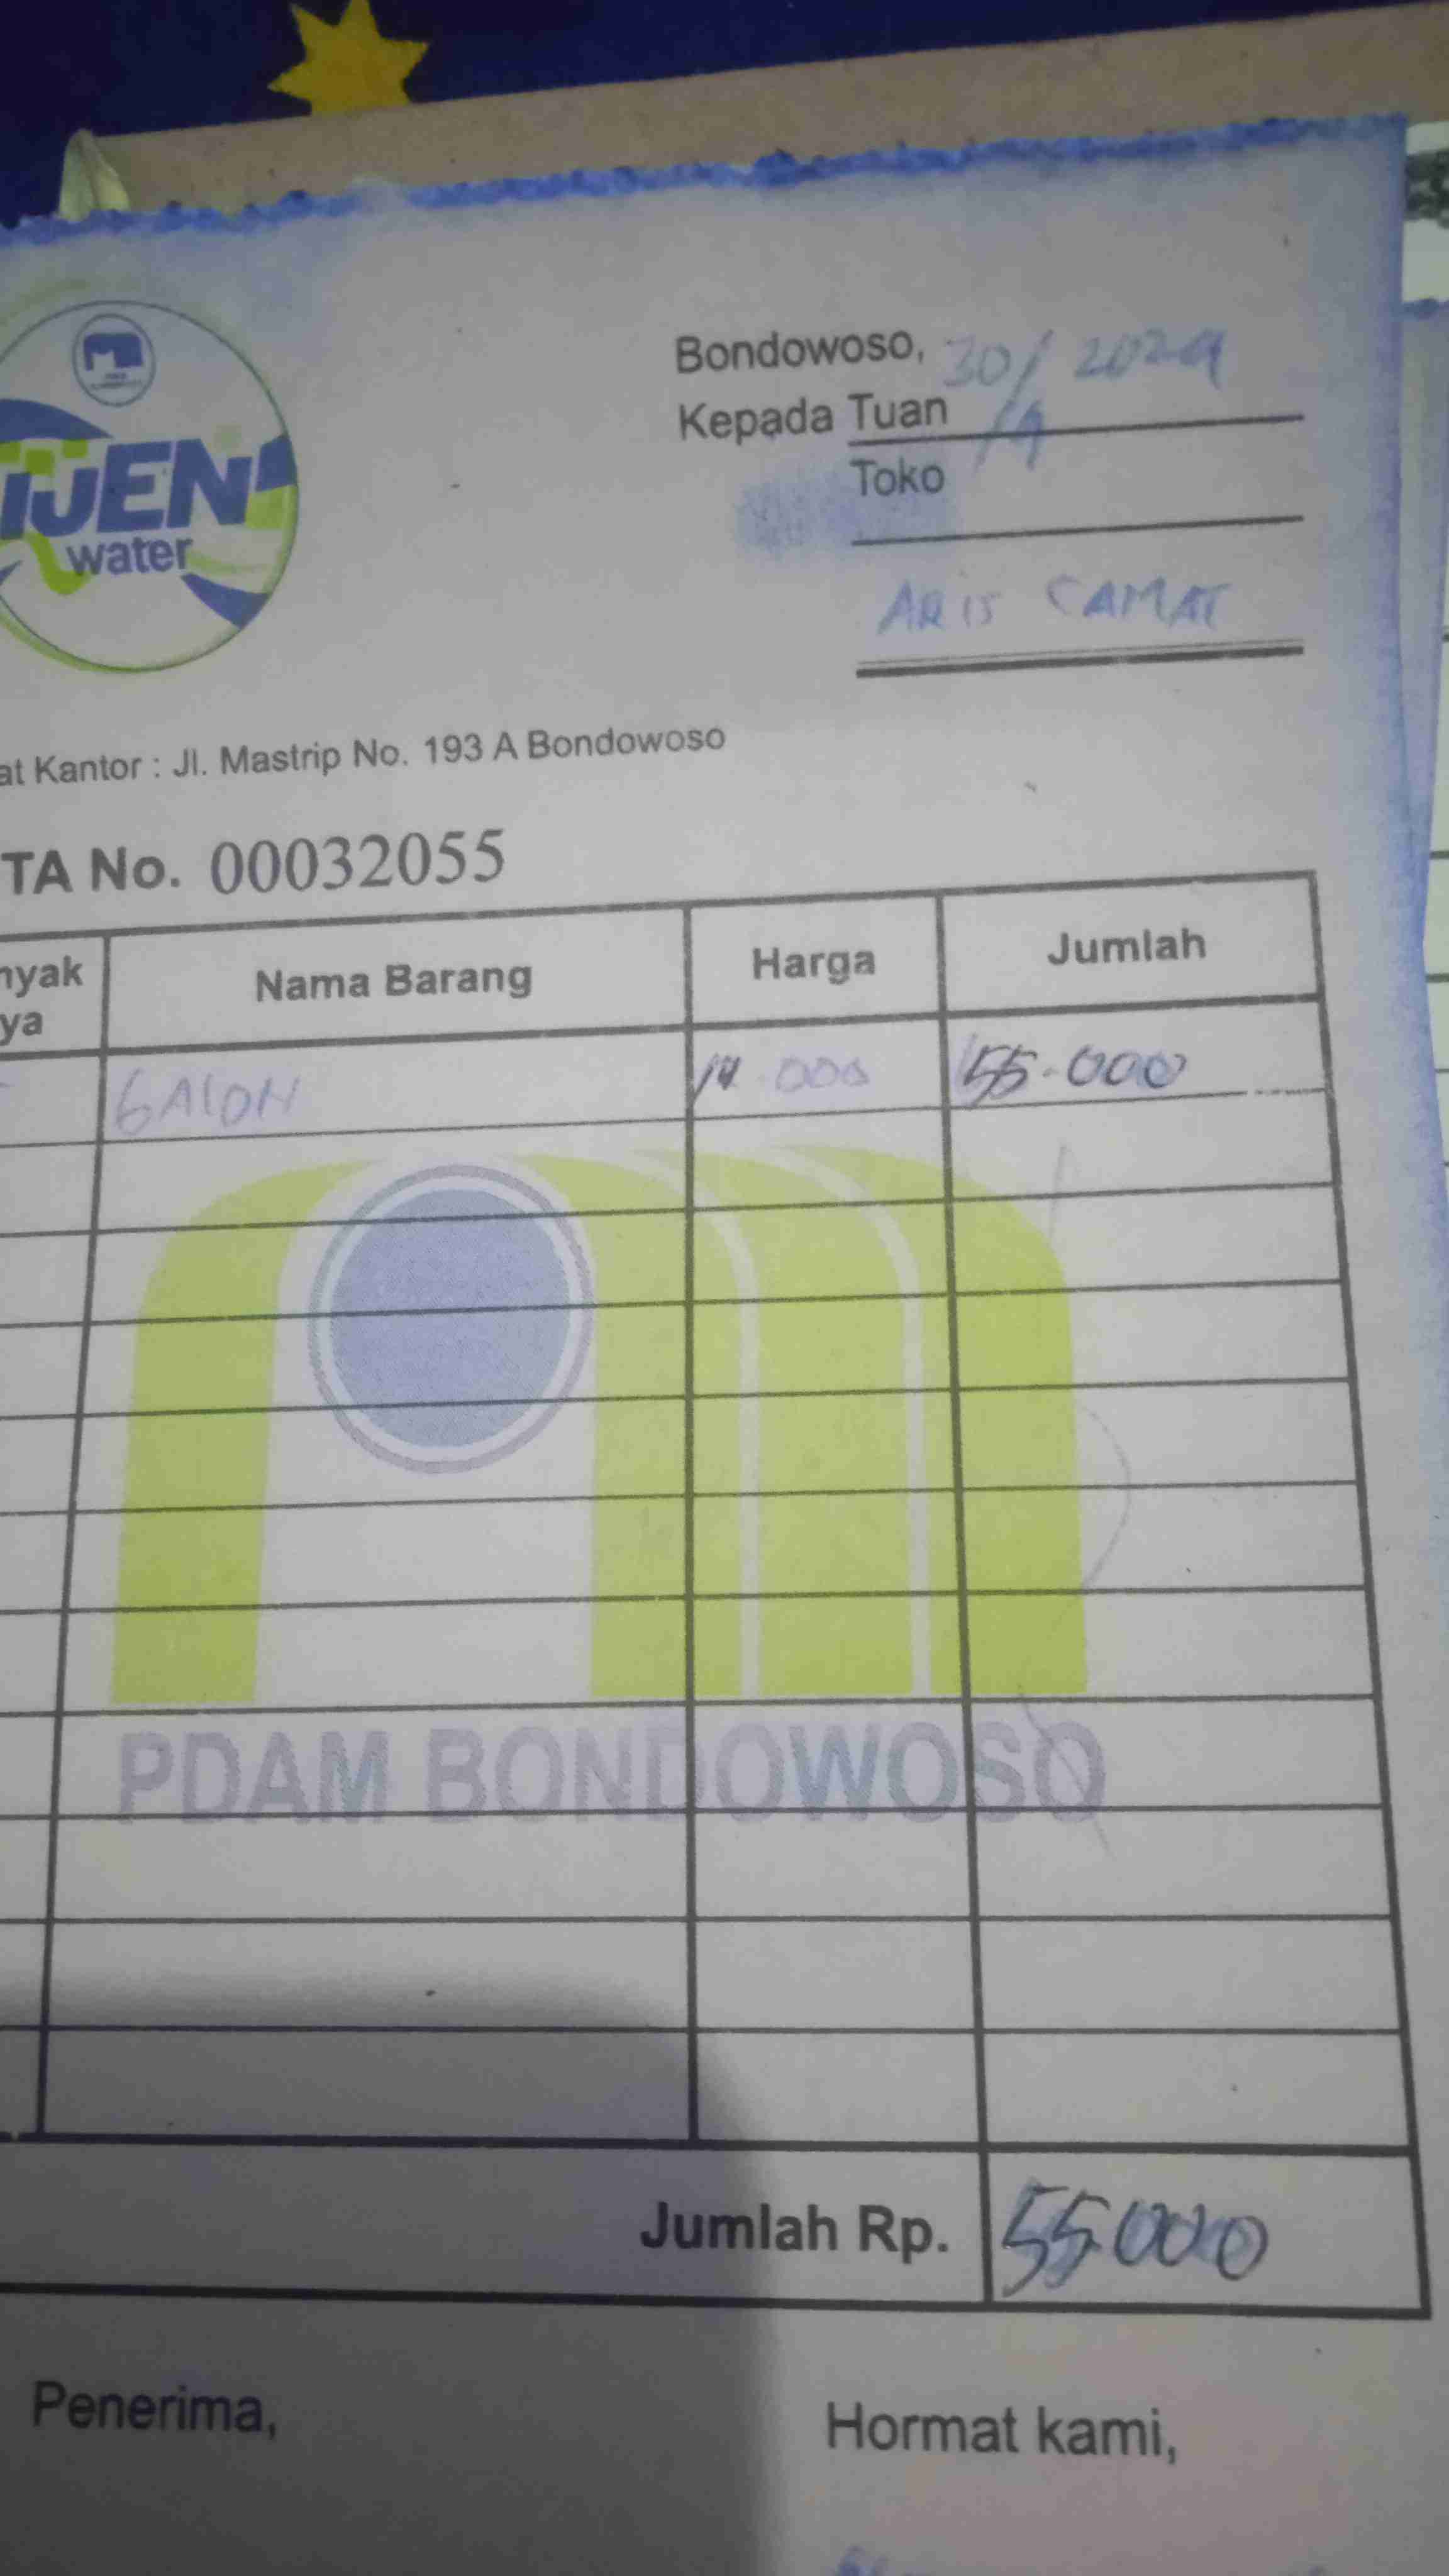 IJEN
water
Bondowoso, 30/9 2024
Kepada Tuan
Toko
ARIS CAMAT
at Kantor : Jl. Mastrip No. 193 A Bondowoso
TA No. 00032055
nyak
ya
Nama Barang
Harga
Jumlah
GALON
.000
55.000
PDAM BONDOWOSO
Jumlah Rp.
55.000
Penerima,
Hormat kami,